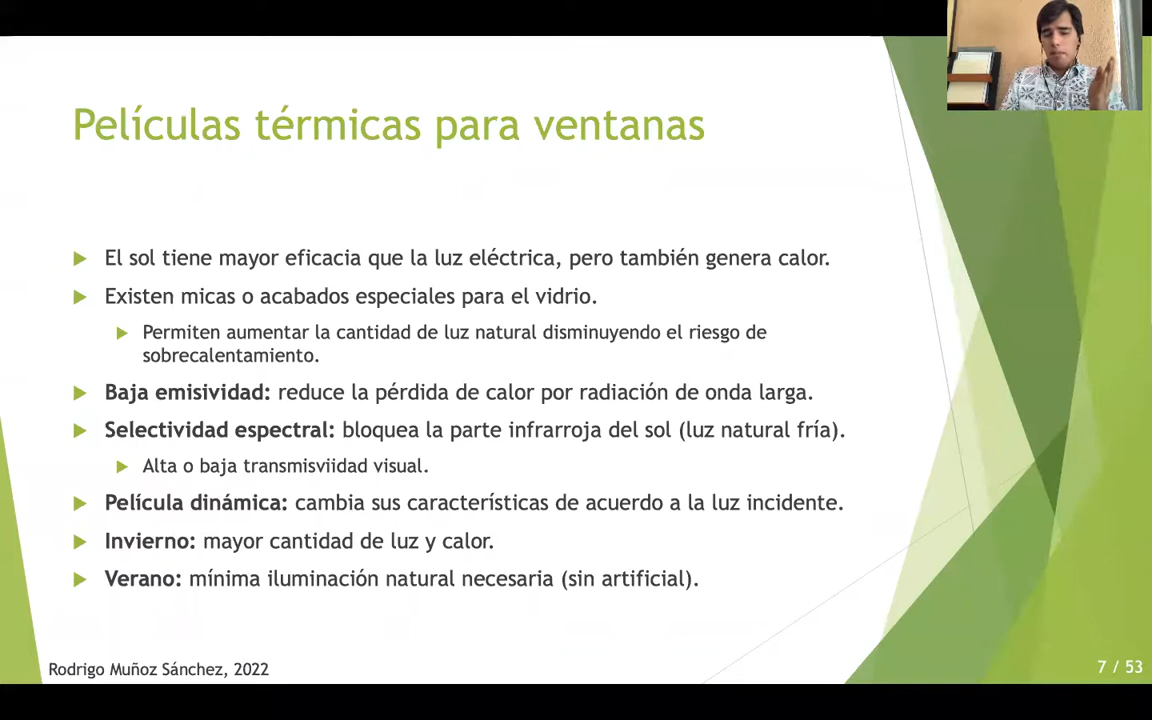 Películas térmicas para ventanas
El sol tiene mayor eficacia que la luz eléctrica, pero también genera calor.
Existen micas o acabados especiales para el vidrio.
Permiten aumentar la cantidad de luz natural disminuyendo el riesgo de
sobrecalentamiento.
Baja emisividad: reduce la pérdida de calor por radiación de onda larga.
Selectividad espectral: bloquea la parte infrarroja del sol (luz natural fría).
Alta o baja transmisviidad visual.
Película dinámica: cambia sus características de acuerdo a la luz incidente.
Invierno: mayor cantidad de luz y calor.
Verano: mínima iluminación natural necesaria (sin artificial).
Rodrigo Muñoz Sánchez, 2022
7 / 53